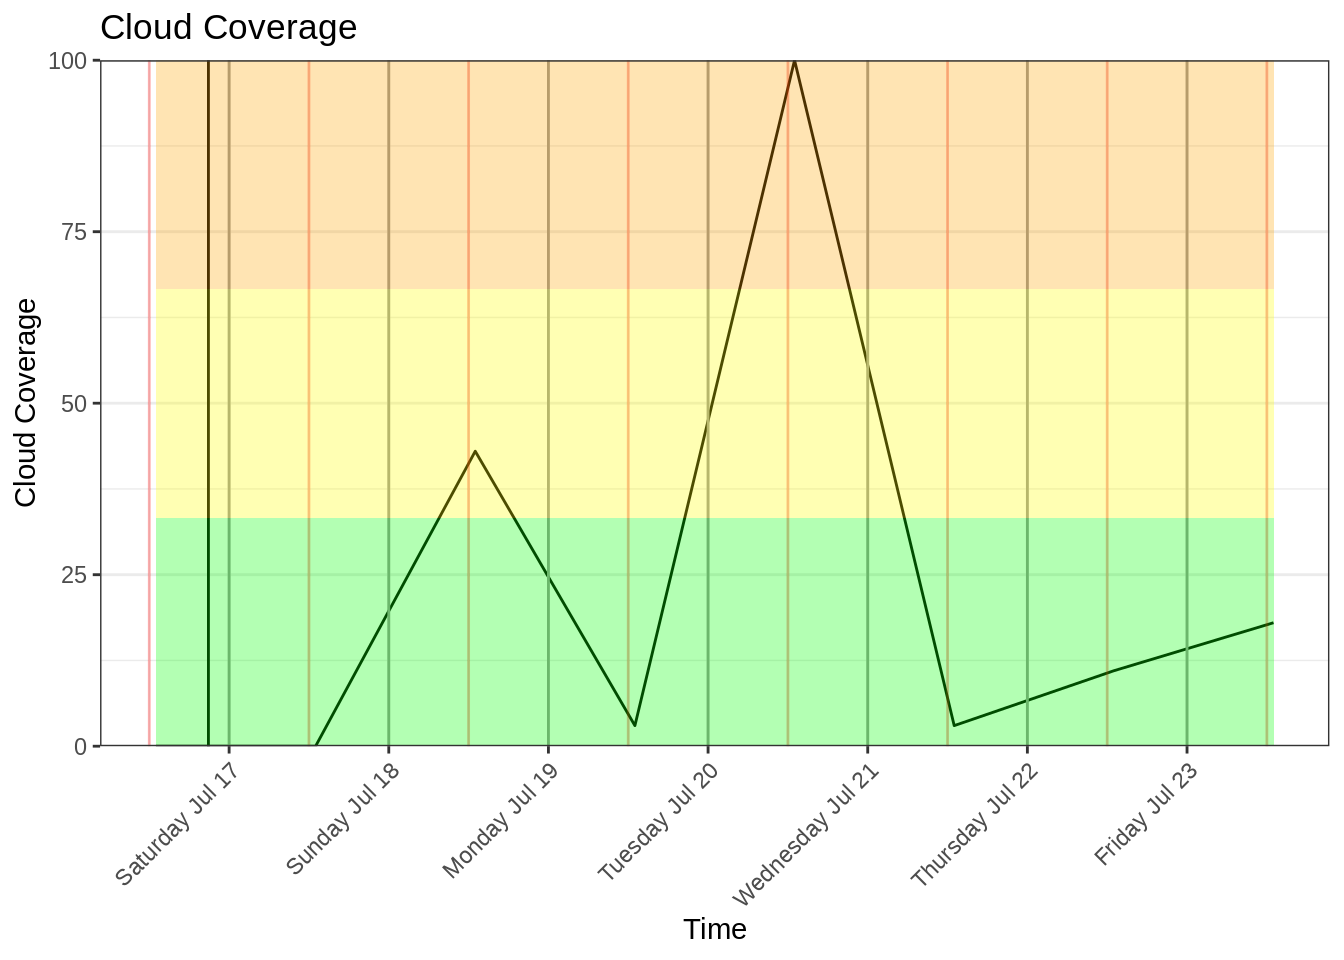 Cloud Coverage
100
75
50
25
0
Cloud Coverage
Saturday Jul 17
Sunday Jul 18
Monday Jul 19
Tuesday Jul 20
Wednesday Jul 21
Thursday Jul 22
Friday Jul 23
Time